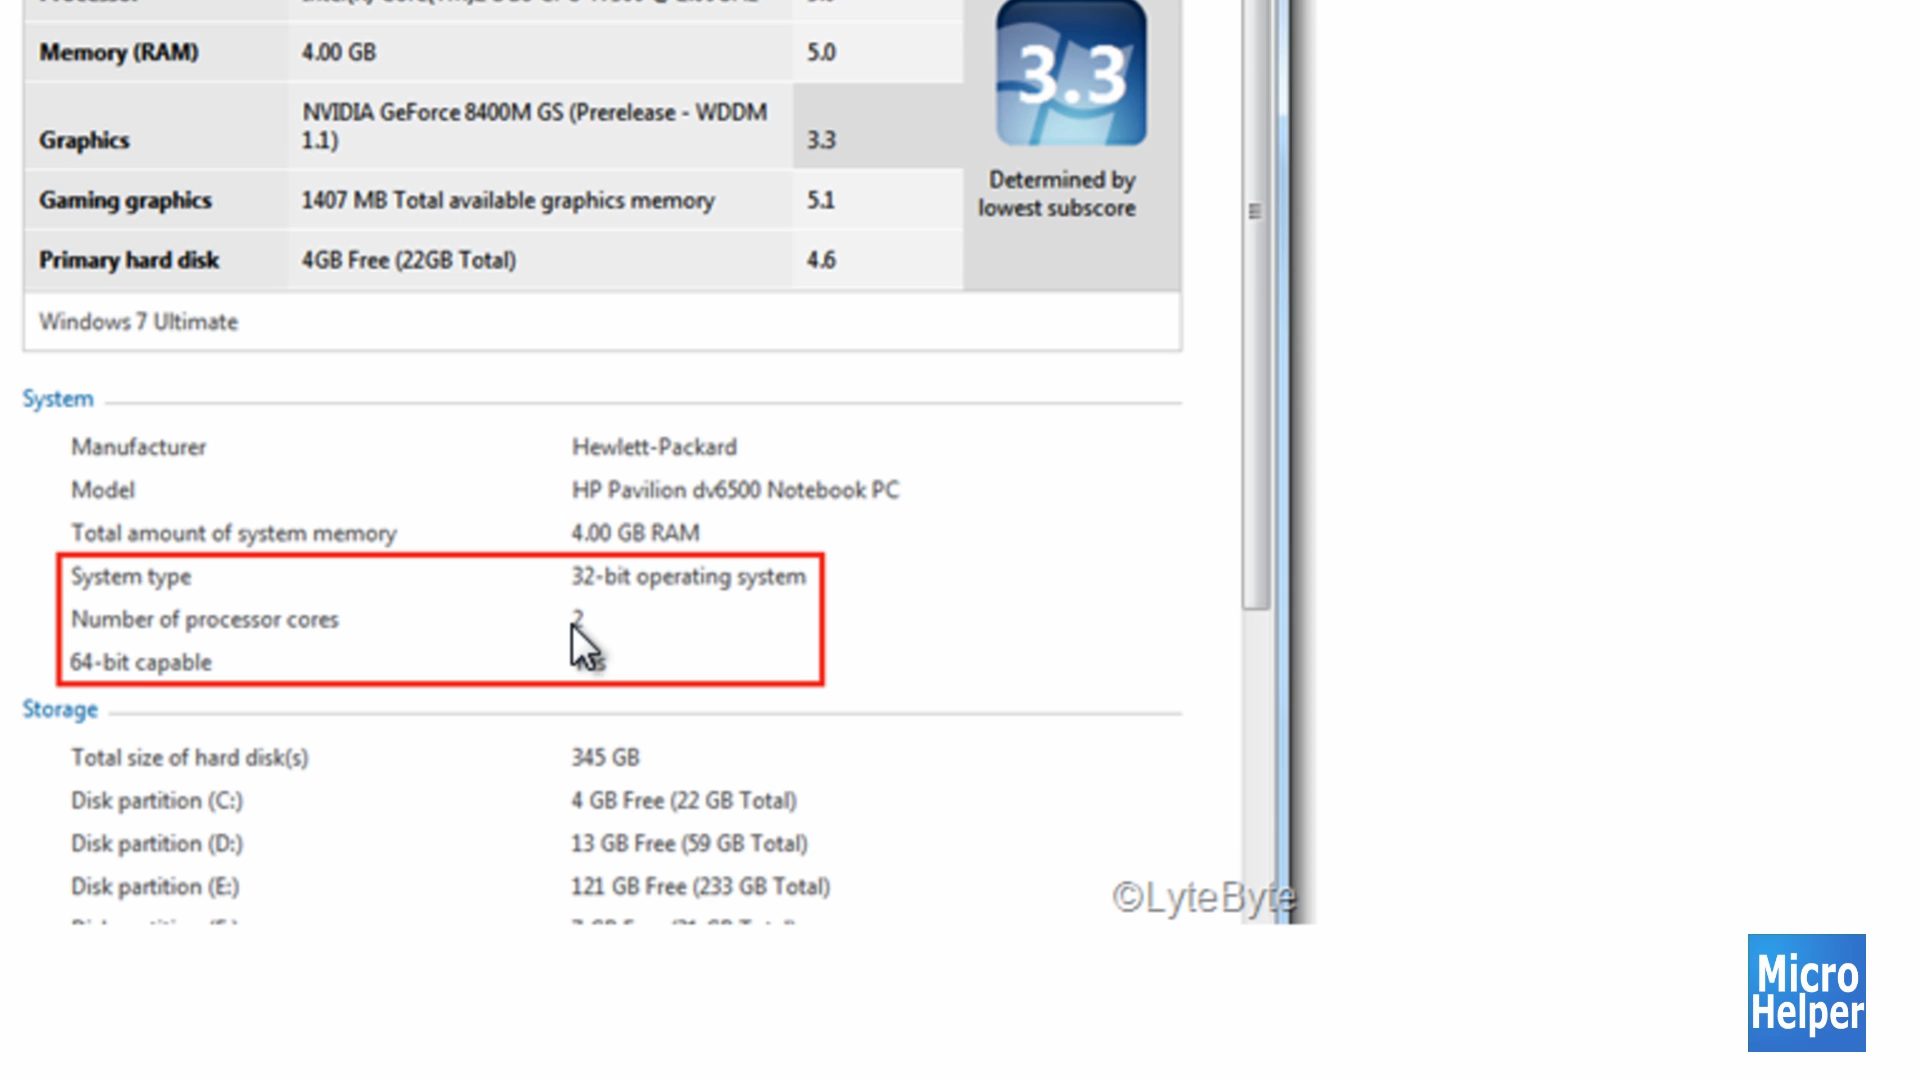 Memory (RAM) 4.00 GB 5.0
3.3
NVIDIA GeForce 8400M GS (Prerelease - WDDM
Graphics 1.1) 3.3
Determined by
lowest subscore
Gaming graphics 1407 MB Total available graphics memory 5.1
Primary hard disk 4GB Free (22GB Total) 4.6
Windows 7 Ultimate
System
Manufacturer Hewlett-Packard
Model HP Pavilion dv6500 Notebook PC
Total amount of system memory 4.00 GB RAM
System type 32-bit operating system
Number of processor cores 2
64-bit capable
Storage
Total size of hard disk(s) 345 GB
Disk partition (C:) 4 GB Free (22 GB Total)
Disk partition (D:) 13 GB Free (59 GB Total)
Disk partition (E:) 121 GB Free (233 GB Total)
©LyteByte
Micro
Helper